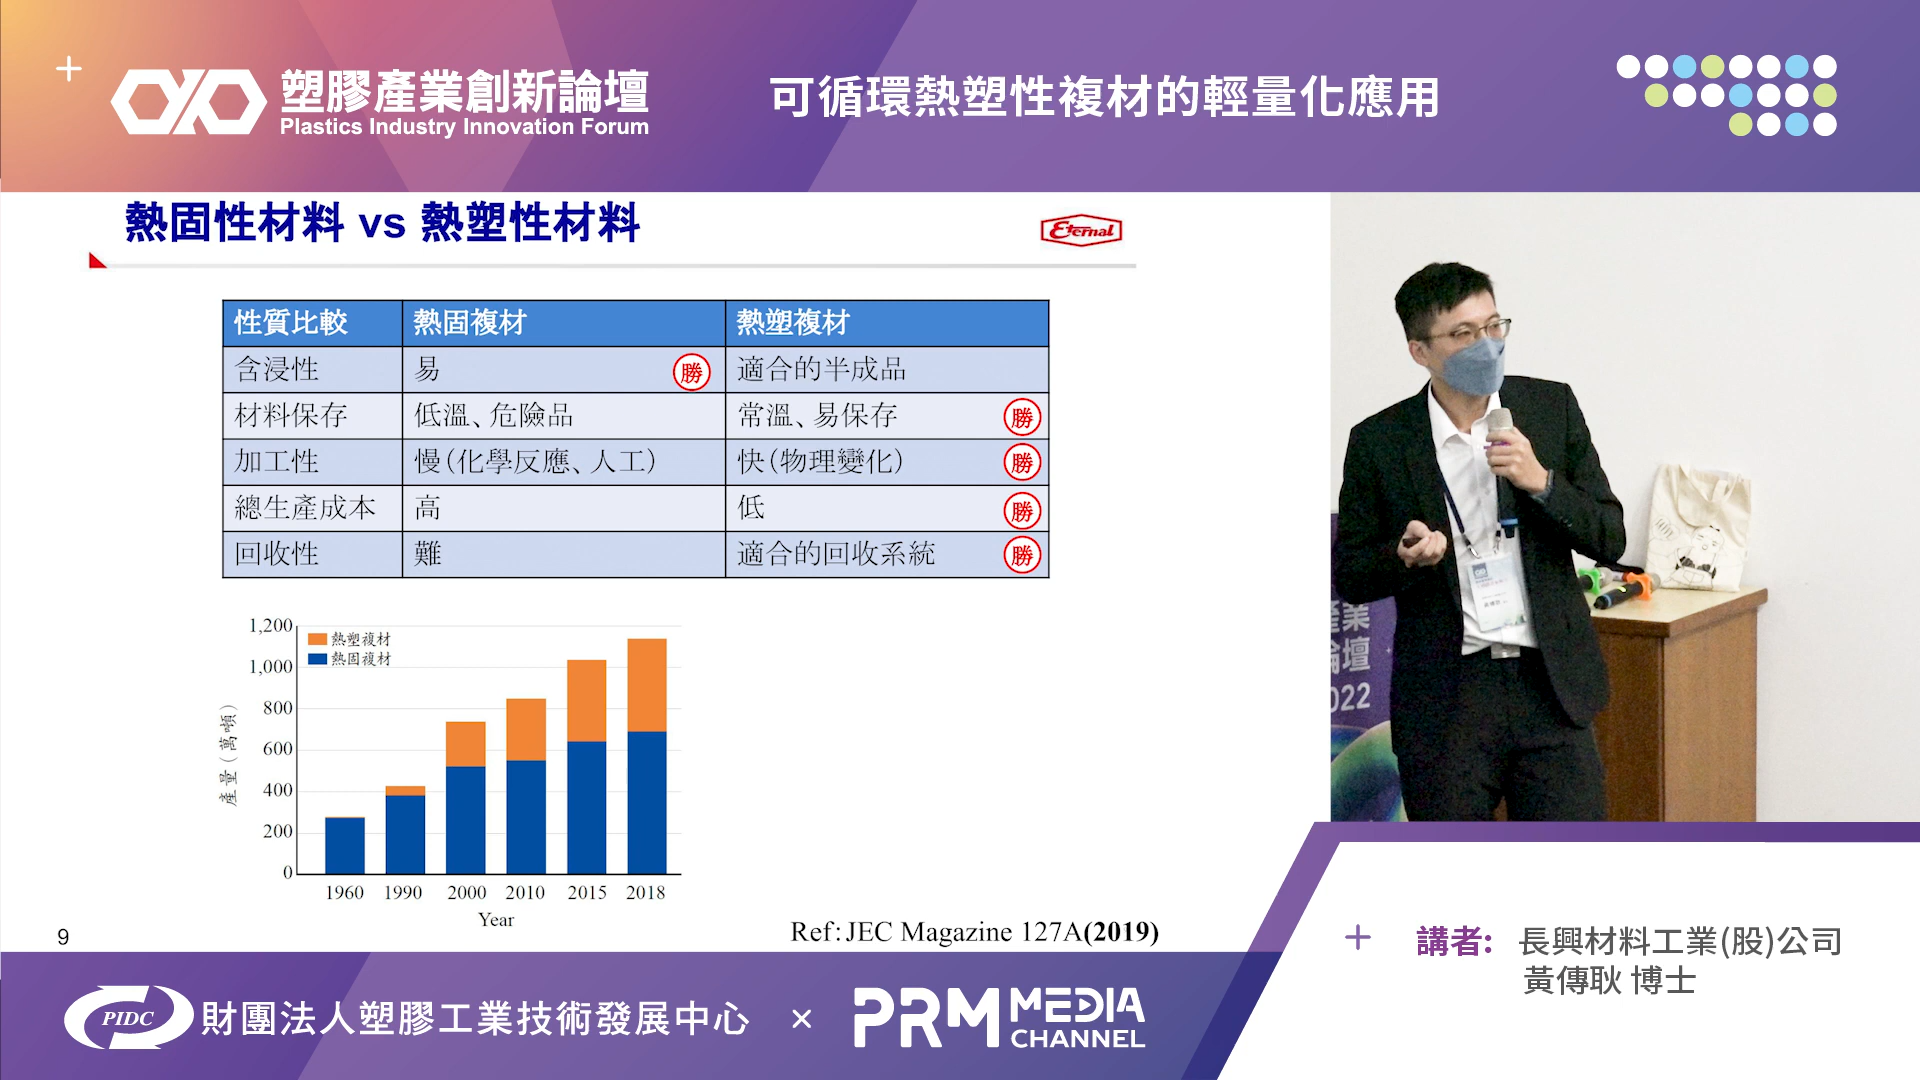 塑膠產業創新論壇
Plastics Industry Innovation Forum
可循環熱塑性複材的輕量化應用
熱固性材料 vs 熱塑性材料
Eternal
性質比較 熱固複材 熱塑複材
含浸性 易 勝 適合的半成品
材料保存 低溫、危險品 常溫、易保存 勝
加工性 慢(化學反應、人工) 快(物理變化) 勝
總生產成本 高 低 勝
回收性 難 適合的回收系統 勝
1,200
1,000
800
600
400
200
0
產量(萬噸)
熱塑複材
熱固複材
1960 1990 2000 2010 2015 2018
Year
Ref:JEC Magazine 127A(2019)
9
產業
論壇
2022
講者: 長興材料工業(股)公司
黃傳耿 博士
PIDC 財團法人塑膠工業技術發展中心 × PRM MEDIA CHANNEL